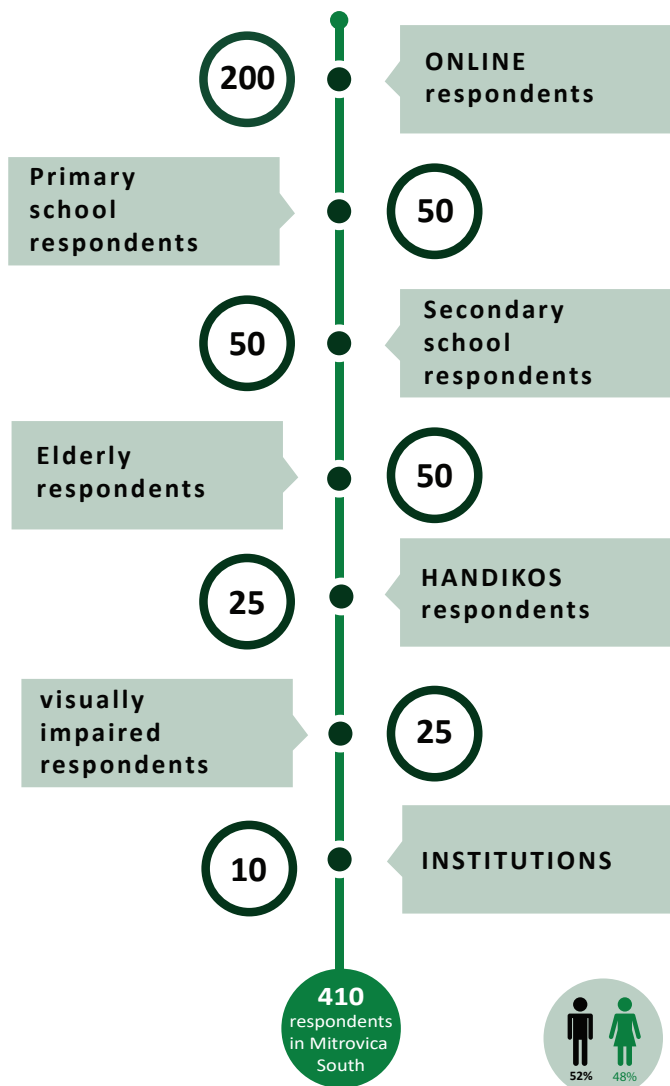 200
ONLINE
respondents
Primary
school
respondents
50
50
Secondary
school
respondents
Elderly
respondents
50
25
HANDIKOS
respondents
visually
impaired
respondents
25
10
INSTITUTIONS
410
respondents
in Mitrovica
South
52% 48%